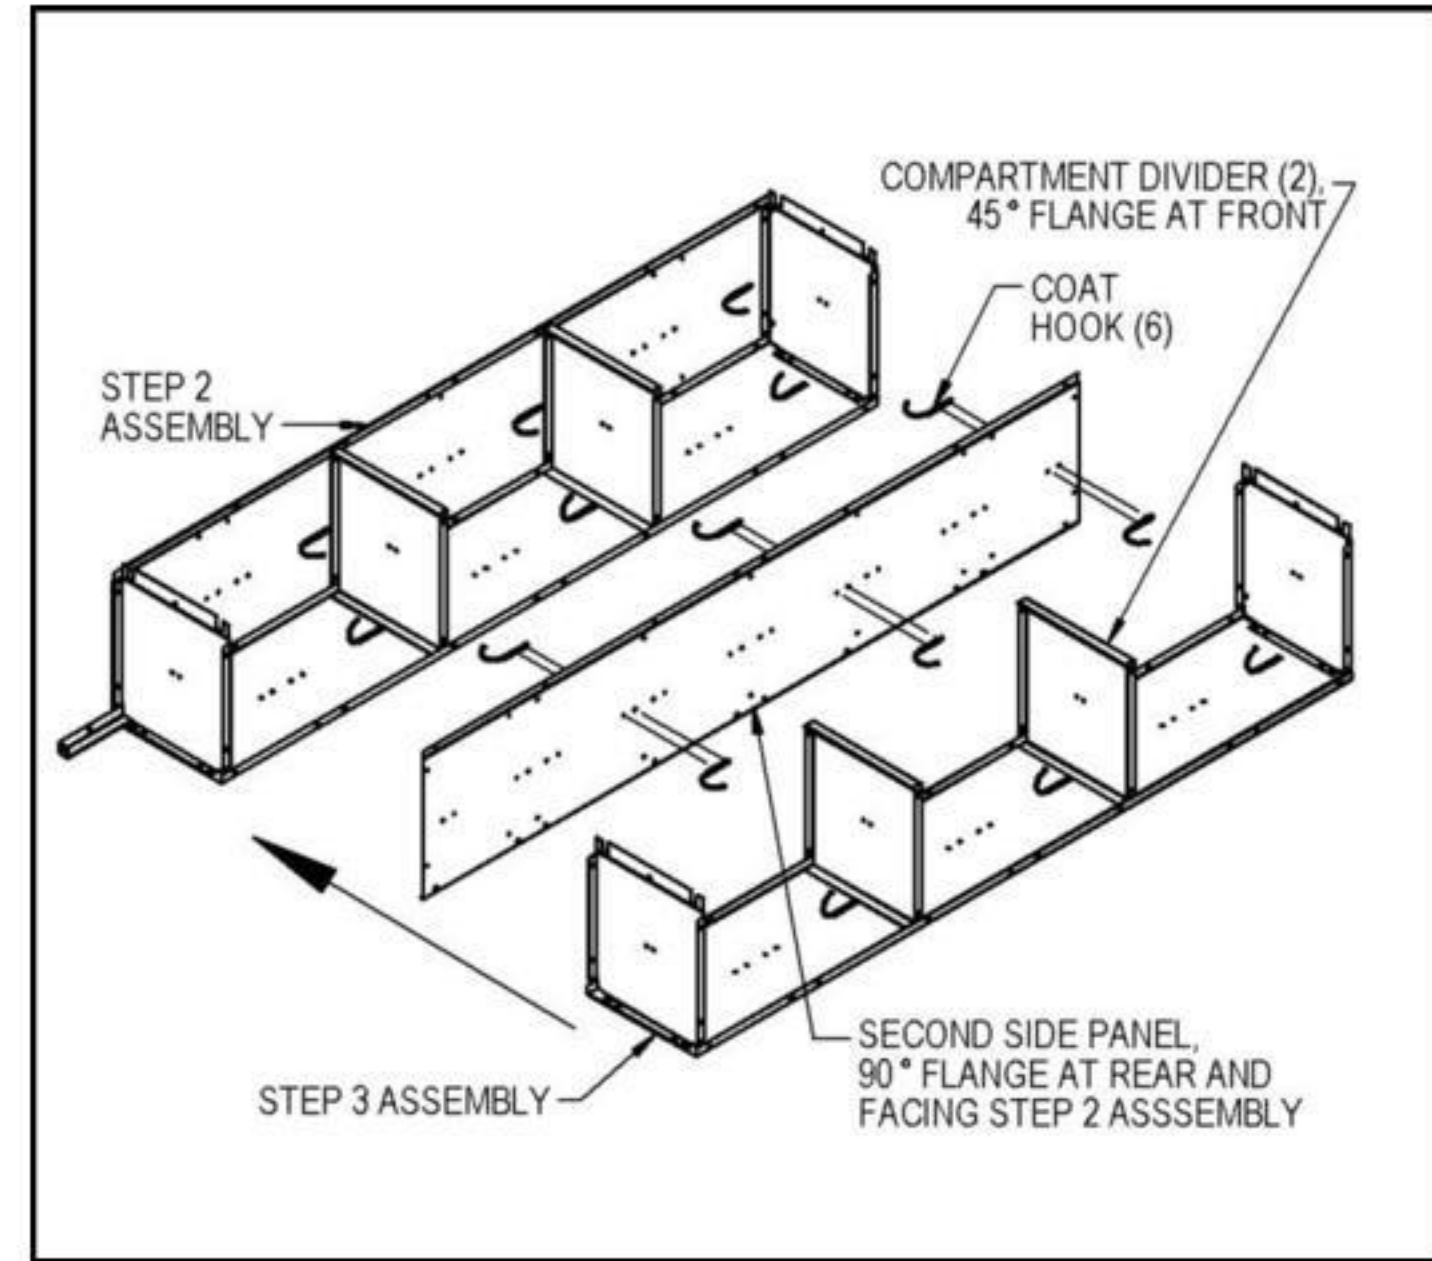 COMPARTMENT DIVIDER (2),
45° FLANGE AT FRONT
COAT
HOOK (6)
STEP 2
ASSEMBLY
SECOND SIDE PANEL,
90° FLANGE AT REAR AND
FACING STEP 2 ASSSEMBLY
STEP 3 ASSEMBLY